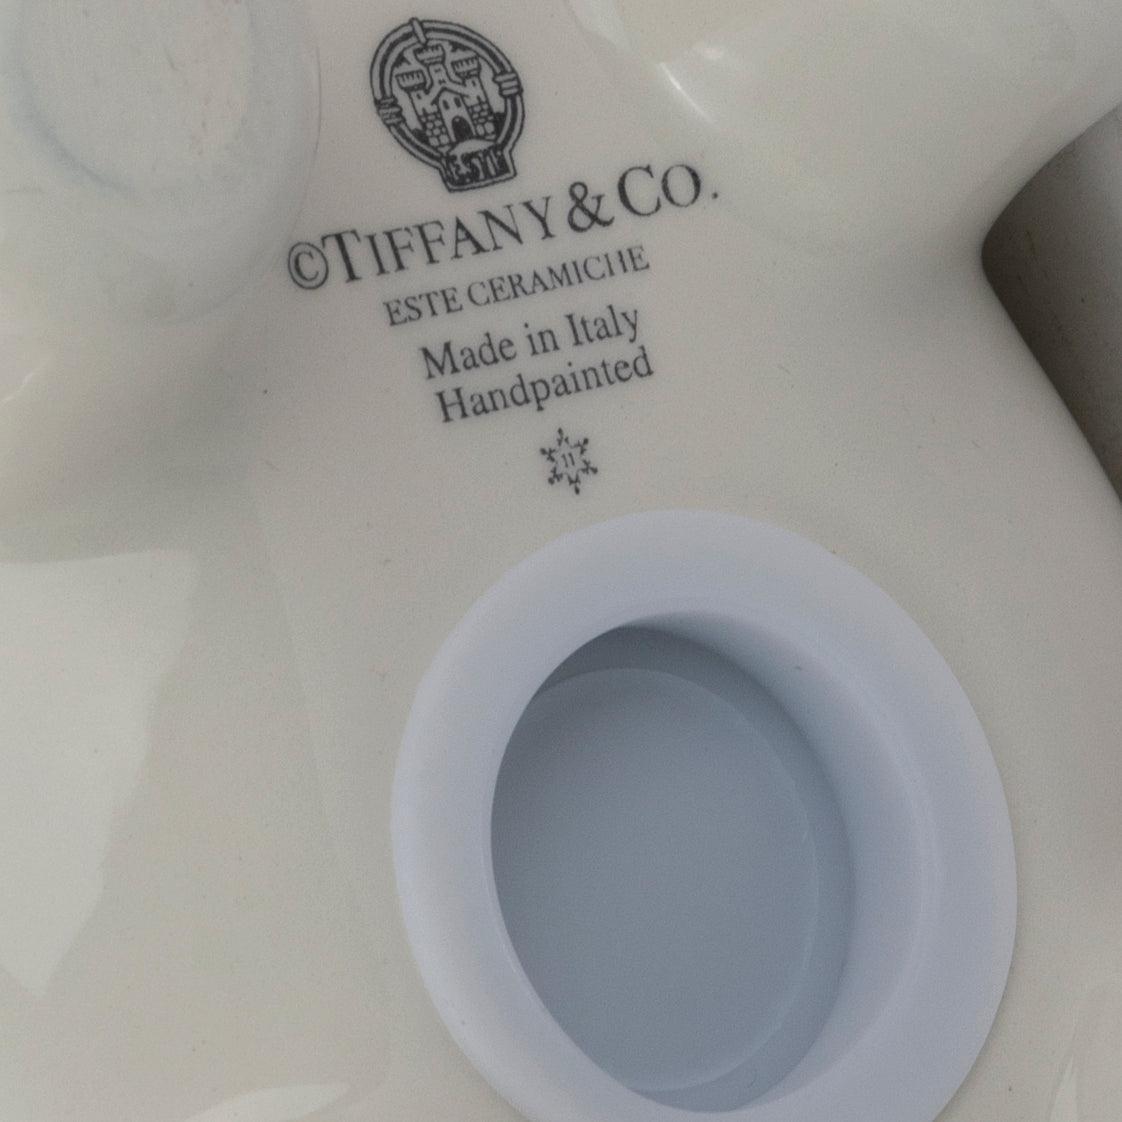 ESTE
©TIFFANY & CO.
ESTE CERAMICHE
Made in Italy
Handpainted
11